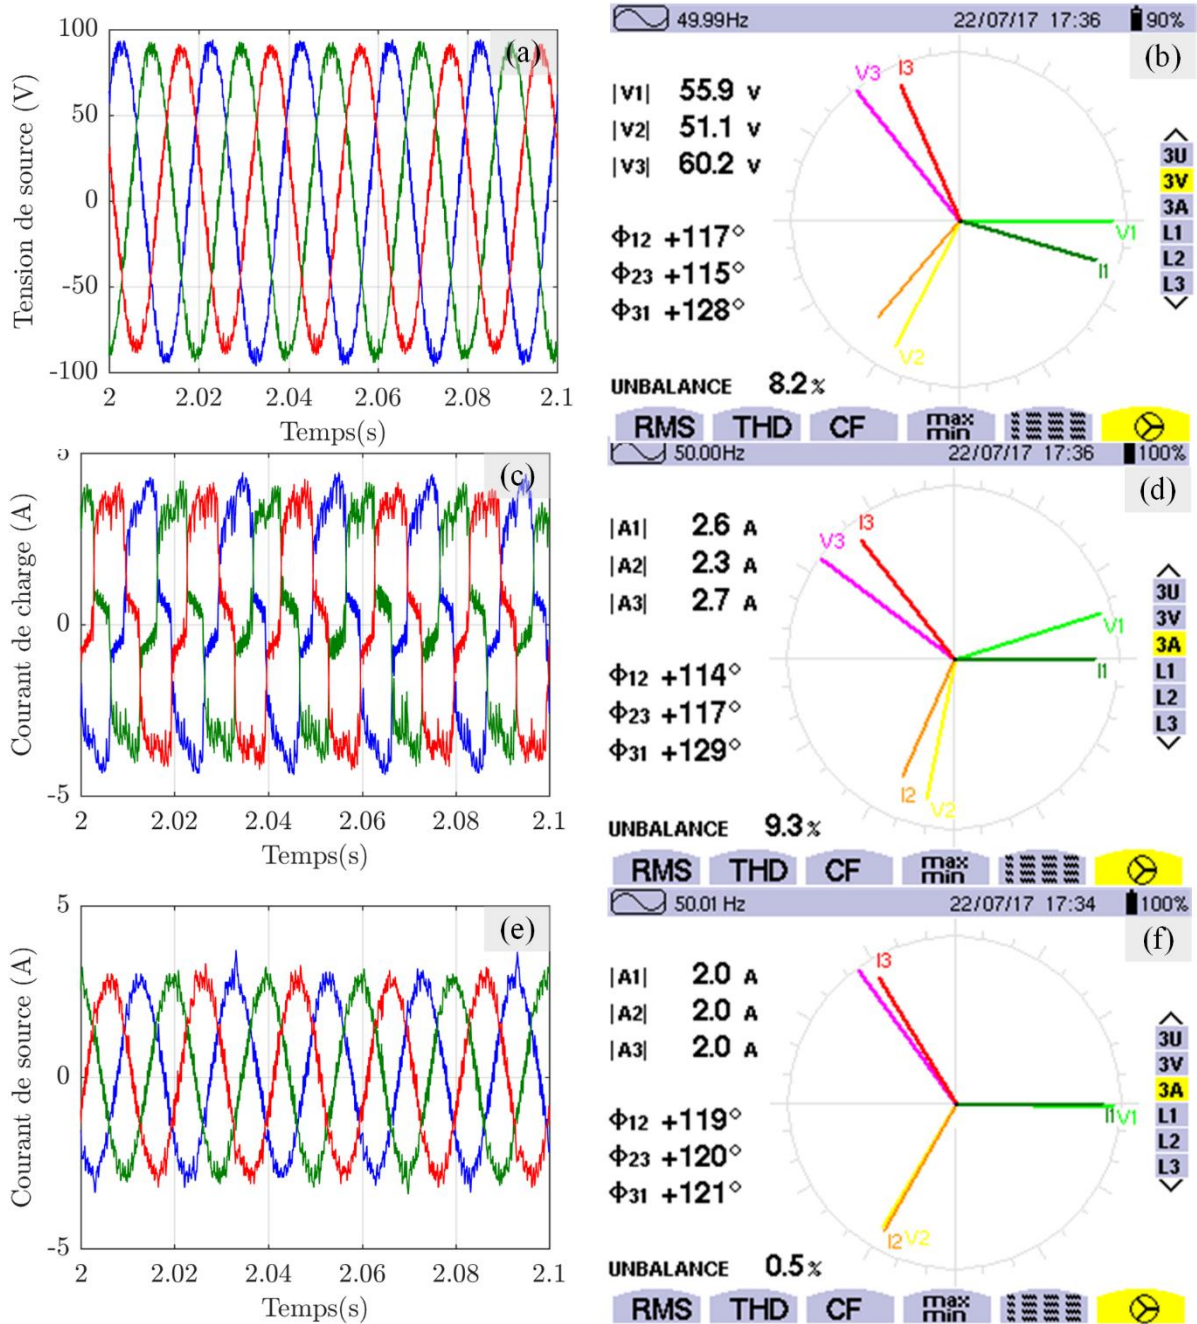 (a)
Tension de source (V)
100
50
0
-50
-100
2 2.02 2.04 2.06 2.08 2.1
Temps(s)
49.99Hz 22/07/17 17:36 90%
(b)
|V1| 55.9 V
|V2| 51.1 V
|V3| 60.2 V
Φ12 +117°
Φ23 +115°
Φ31 +128°
UNBALANCE 8.2%
V3 I3
V1
I1
V2
3U
3V
3A
L1
L2
L3
RMS THD CF max min
(c)
Courant de charge (A)
5
0
-5
2 2.02 2.04 2.06 2.08 2.1
Temps(s)
50.00Hz 22/07/17 17:36 100%
(d)
|A1| 2.6 A
|A2| 2.3 A
|A3| 2.7 A
Φ12 +114°
Φ23 +117°
Φ31 +129°
UNBALANCE 9.3%
I3
V3
V1
I1
I2
V2
3U
3V
3A
L1
L2
L3
RMS THD CF max min
(e)
Courant de source (A)
5
0
-5
2 2.02 2.04 2.06 2.08 2.1
Temps(s)
50.01 Hz 22/07/17 17:34 100%
(f)
|A1| 2.0 A
|A2| 2.0 A
|A3| 2.0 A
Φ12 +119°
Φ23 +120°
Φ31 +121°
UNBALANCE 0.5%
I3
I1 V1
I2 V2
3U
3V
3A
L1
L2
L3
RMS THD CF max min